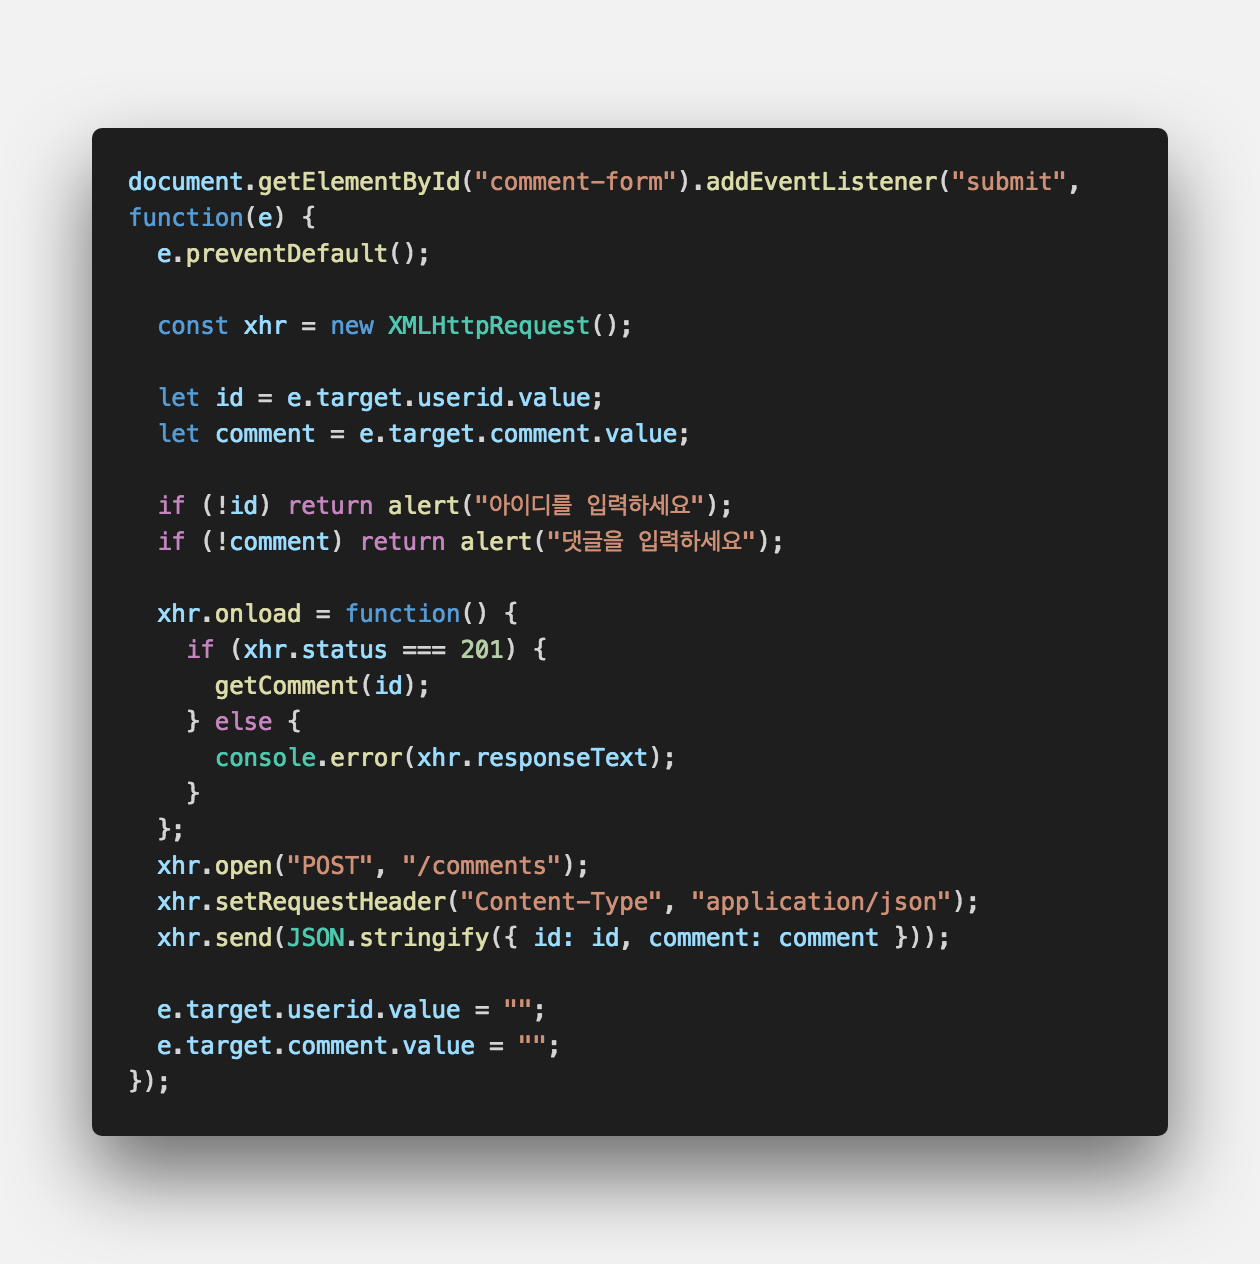 document.getElementById("comment-form").addEventListener("submit",
function(e) {
  e.preventDefault();

  const xhr = new XMLHttpRequest();

  let id = e.target.userid.value;
  let comment = e.target.comment.value;

  if (!id) return alert("아이디를 입력하세요");
  if (!comment) return alert("댓글을 입력하세요");

  xhr.onload = function() {
    if (xhr.status === 201) {
      getComment(id);
    } else {
      console.error(xhr.responseText);
    }
  };
  xhr.open("POST", "/comments");
  xhr.setRequestHeader("Content-Type", "application/json");
  xhr.send(JSON.stringify({ id: id, comment: comment }));

  e.target.userid.value = "";
  e.target.comment.value = "";
});